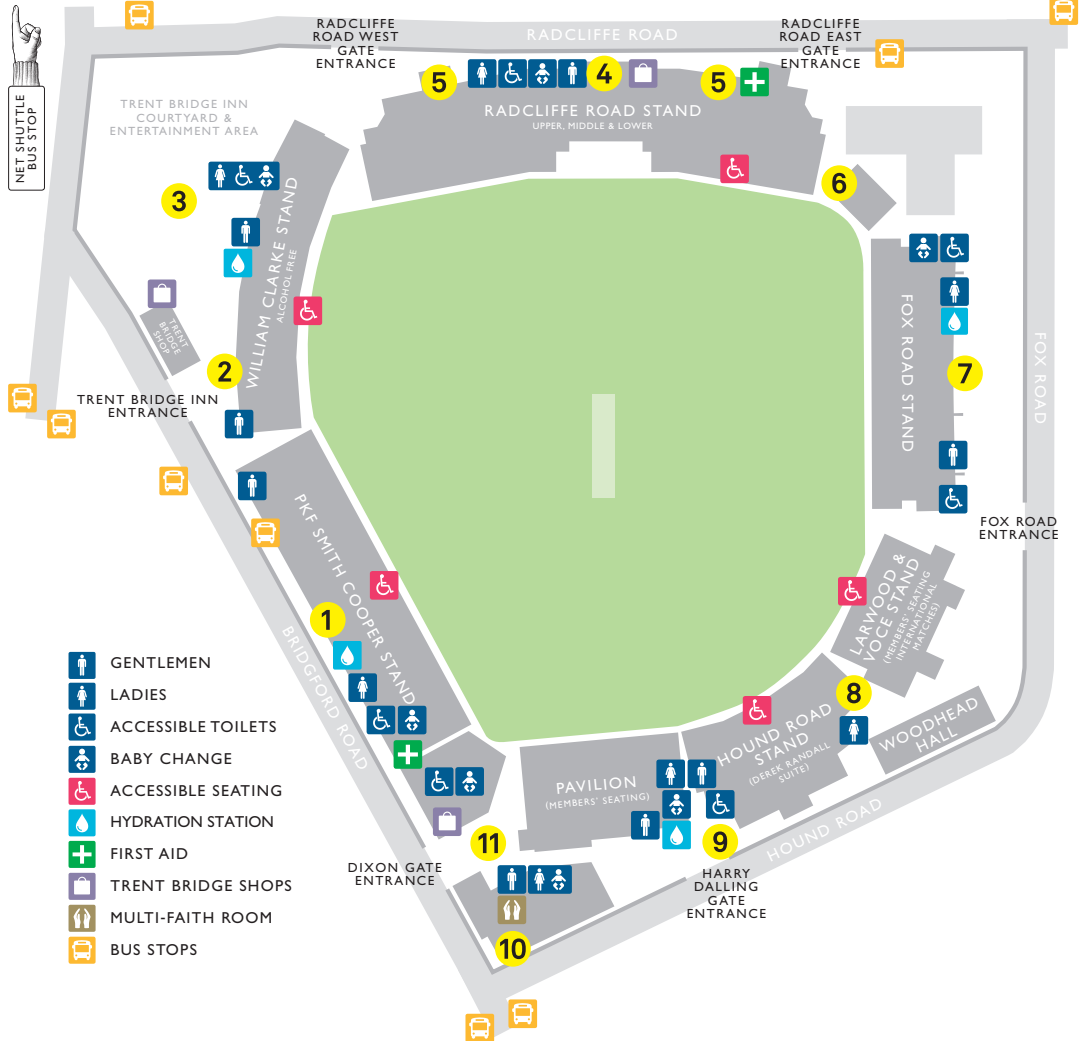 NET SHUTTLE
BUS STOP
RADCLIFFE
ROAD WEST
GATE
ENTRANCE
RADCLIFFE ROAD
RADCLIFFE
ROAD EAST
GATE
ENTRANCE
TRENT BRIDGE INN
COURTYARD &
ENTERTAINMENT AREA
5
4
5
RADCLIFFE ROAD STAND
UPPER, MIDDLE & LOWER
3
6
WILLIAM CLARKE STAND
ALCOHOL FREE
TRENT
BRIDGE
SHOP
2
TRENT BRIDGE INN
ENTRANCE
FOX ROAD STAND
7
FOX ROAD
FOX ROAD
ENTRANCE
PKF SMITH COOPER STAND
1
BRIDGFORD ROAD
LARWOOD &
VOCE STAND
(MEMBERS' SEATING
INTERNATIONAL
MATCHES)
8
HOUND ROAD
STAND
(DEREK RANDALL
SUITE)
WOODHEAD
HALL
PAVILION
(MEMBERS' SEATING)
HOUND ROAD
9
HARRY
DALLING
GATE
ENTRANCE
11
DIXON GATE
ENTRANCE
10
GENTLEMEN
LADIES
ACCESSIBLE TOILETS
BABY CHANGE
ACCESSIBLE SEATING
HYDRATION STATION
FIRST AID
TRENT BRIDGE SHOPS
MULTI-FAITH ROOM
BUS STOPS